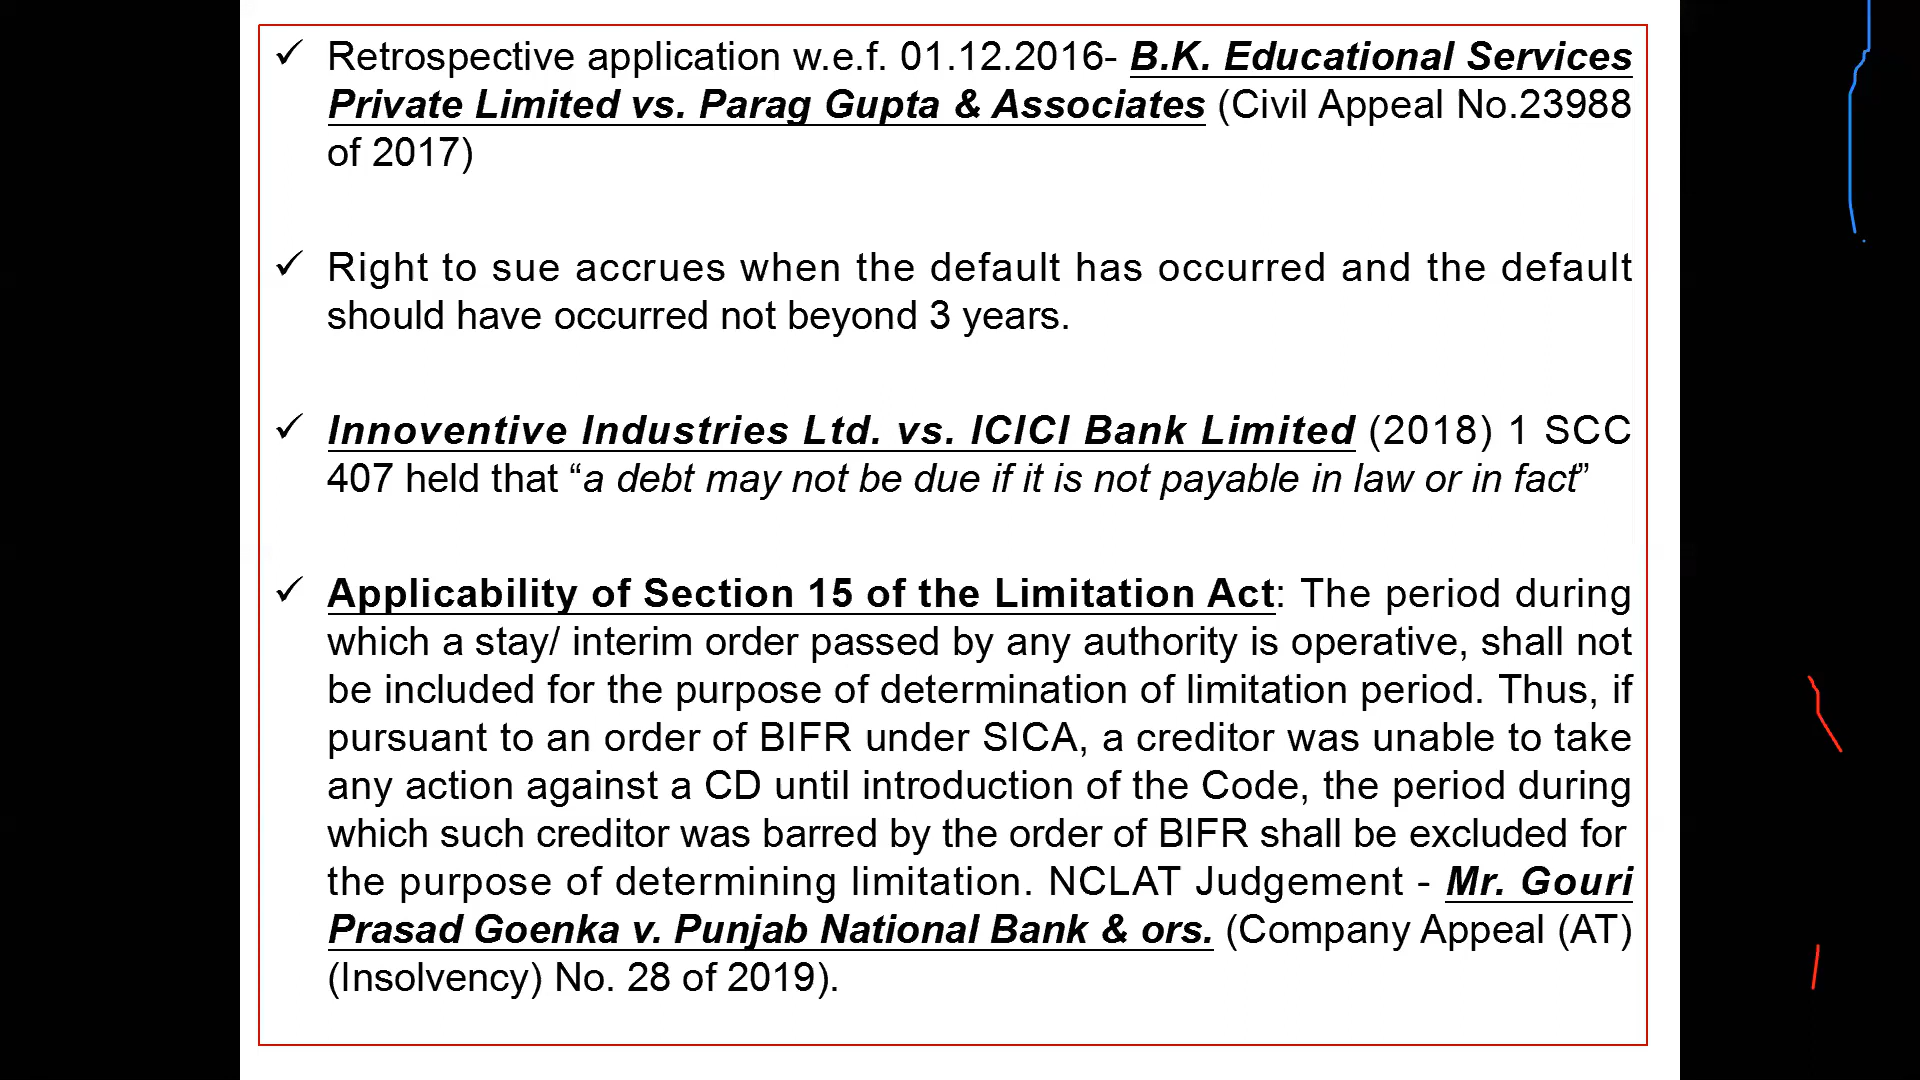 ✓ Retrospective application w.e.f. 01.12.2016- B.K. Educational Services
Private Limited vs. Parag Gupta & Associates (Civil Appeal No.23988
of 2017)
✓ Right to sue accrues when the default has occurred and the default
should have occurred not beyond 3 years.
✓ Innoventive Industries Ltd. vs. ICICI Bank Limited (2018) 1 SCC
407 held that “a debt may not be due if it is not payable in law or in fact”
✓ Applicability of Section 15 of the Limitation Act: The period during
which a stay/ interim order passed by any authority is operative, shall not
be included for the purpose of determination of limitation period. Thus, if
pursuant to an order of BIFR under SICA, a creditor was unable to take
any action against a CD until introduction of the Code, the period during
which such creditor was barred by the order of BIFR shall be excluded for
the purpose of determining limitation. NCLAT Judgement - Mr. Gouri
Prasad Goenka v. Punjab National Bank & ors. (Company Appeal (AT)
(Insolvency) No. 28 of 2019).